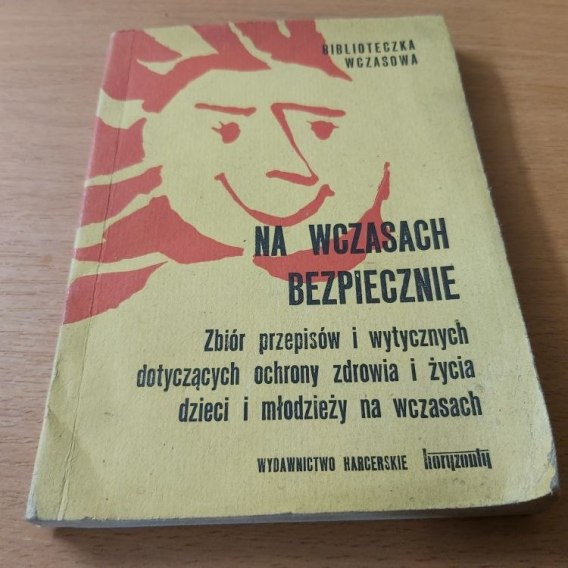 BIBLIOTECZKA
WCZASOWA
NA WCZASACH
BEZPIECZNIE
Zbiór przepisów i wytycznych
dotyczących ochrony zdrowia i życia
dzieci i młodzieży na wczasach
WYDAWNICTWO HARCERSKIE horyzonty